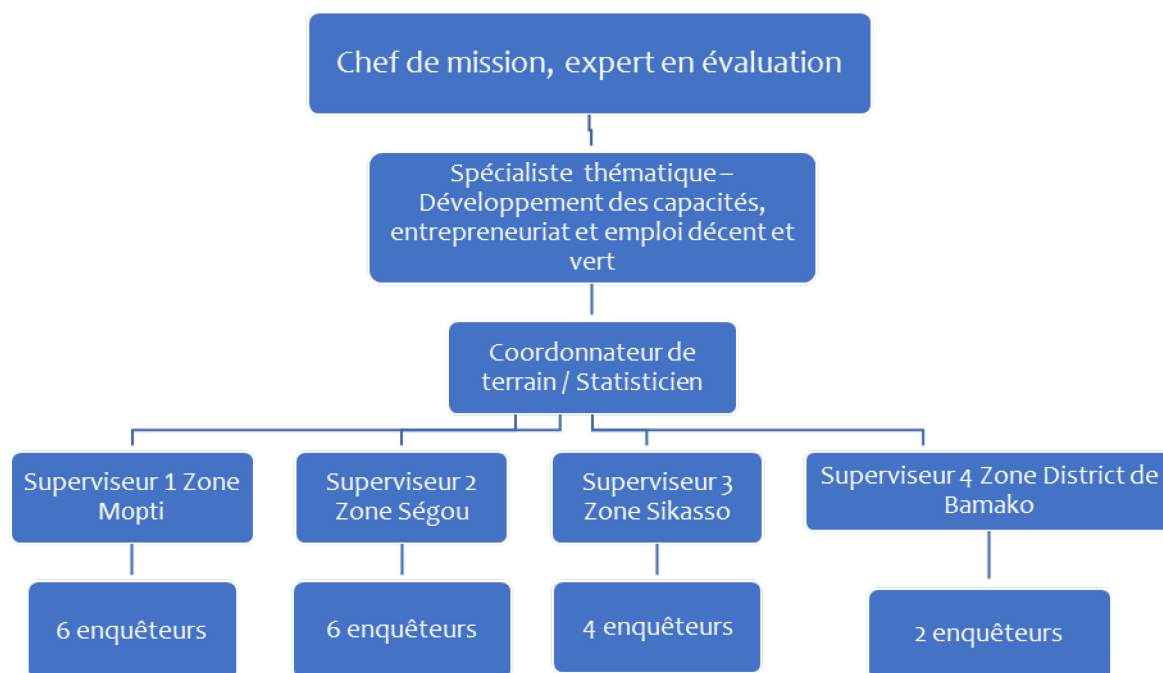 Chef de mission, expert en évaluation
Spécialiste thématique –
Développement des capacités,
entrepreneuriat et emploi décent et
vert
Coordonnateur de
terrain / Statisticien
Superviseur 1 Zone
Mopti
Superviseur 2
Zone Ségou
Superviseur 3
Zone Sikasso
Superviseur 4 Zone District de
Bamako
6 enquêteurs
6 enquêteurs
4 enquêteurs
2 enquêteurs